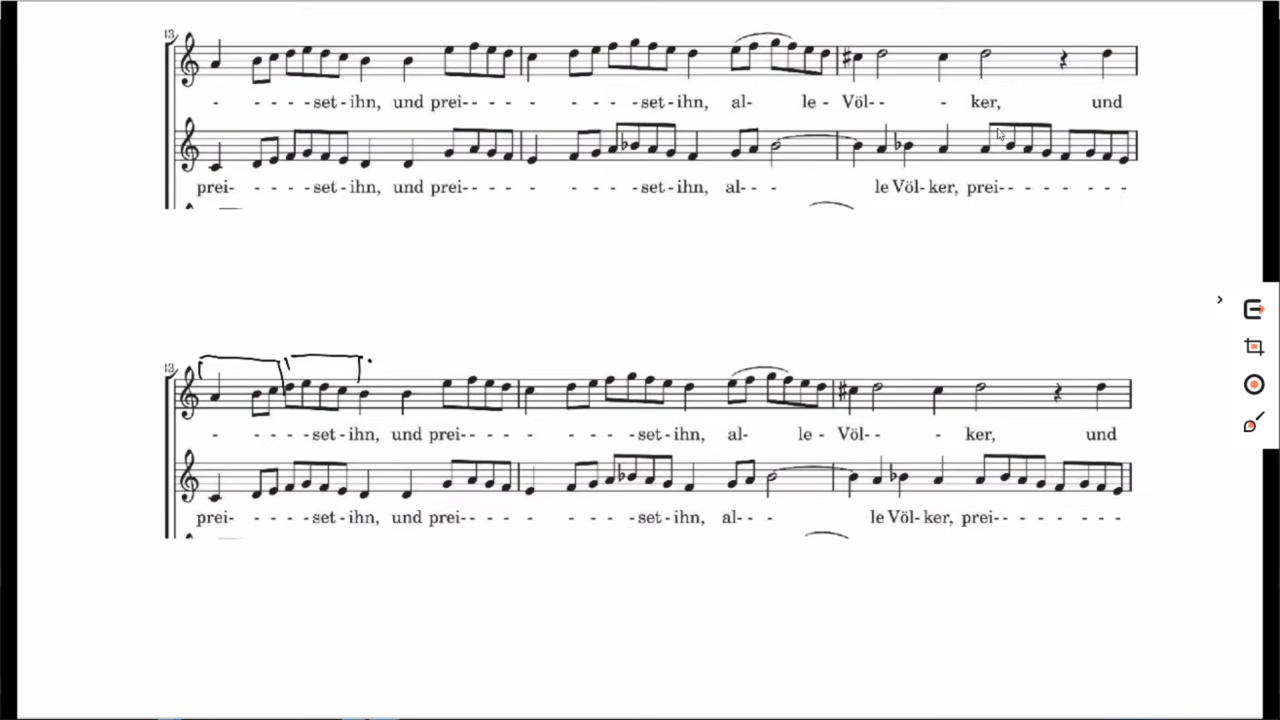 13
- - - - - set - ihn, und prei- - - - - - - set - ihn, al- le - Völ- - - ker, und
prei- - - - - set - ihn, und prei- - - - - - - set - ihn, al- - - le Völ- ker, prei- - - - - - - -
13
- - - - - set - ihn, und prei- - - - - - - set - ihn, al- le - Völ- - - ker, und
prei- - - - - set - ihn, und prei- - - - - - - set - ihn, al- - - le Völ- ker, prei- - - - - - - -